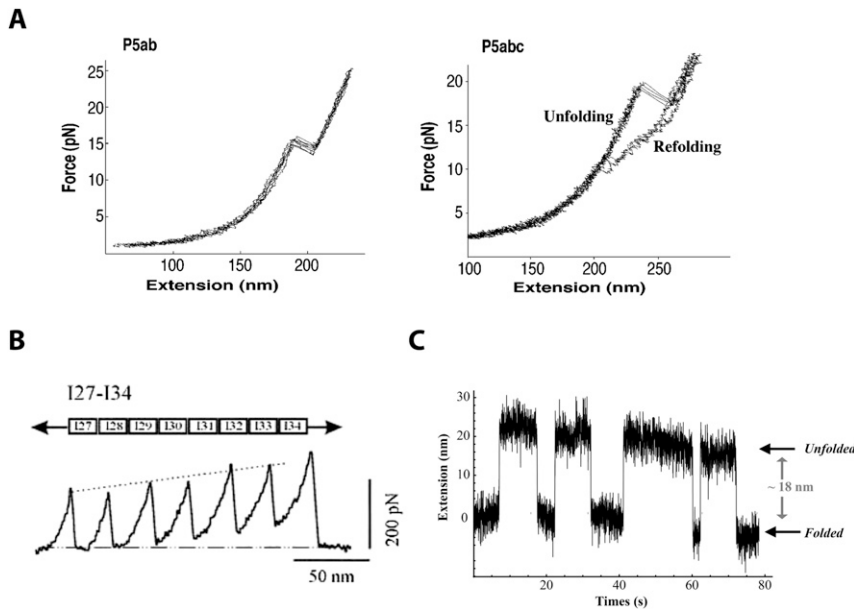 A
P5ab
25
20
15
10
5
Force (pN)
100
150
200
Extension (nm)
P5abc
20
15
10
5
Force (pN)
Unfolding
Refolding
100
150
200
250
Extension (nm)
B
I27-I34
I27 I28 I29 I30 I31 I32 I33 I34
200 pN
50 nm
C
30
20
10
0
Extension (nm)
Unfolded
~ 18 nm
Folded
20
40
60
80
Times (s)